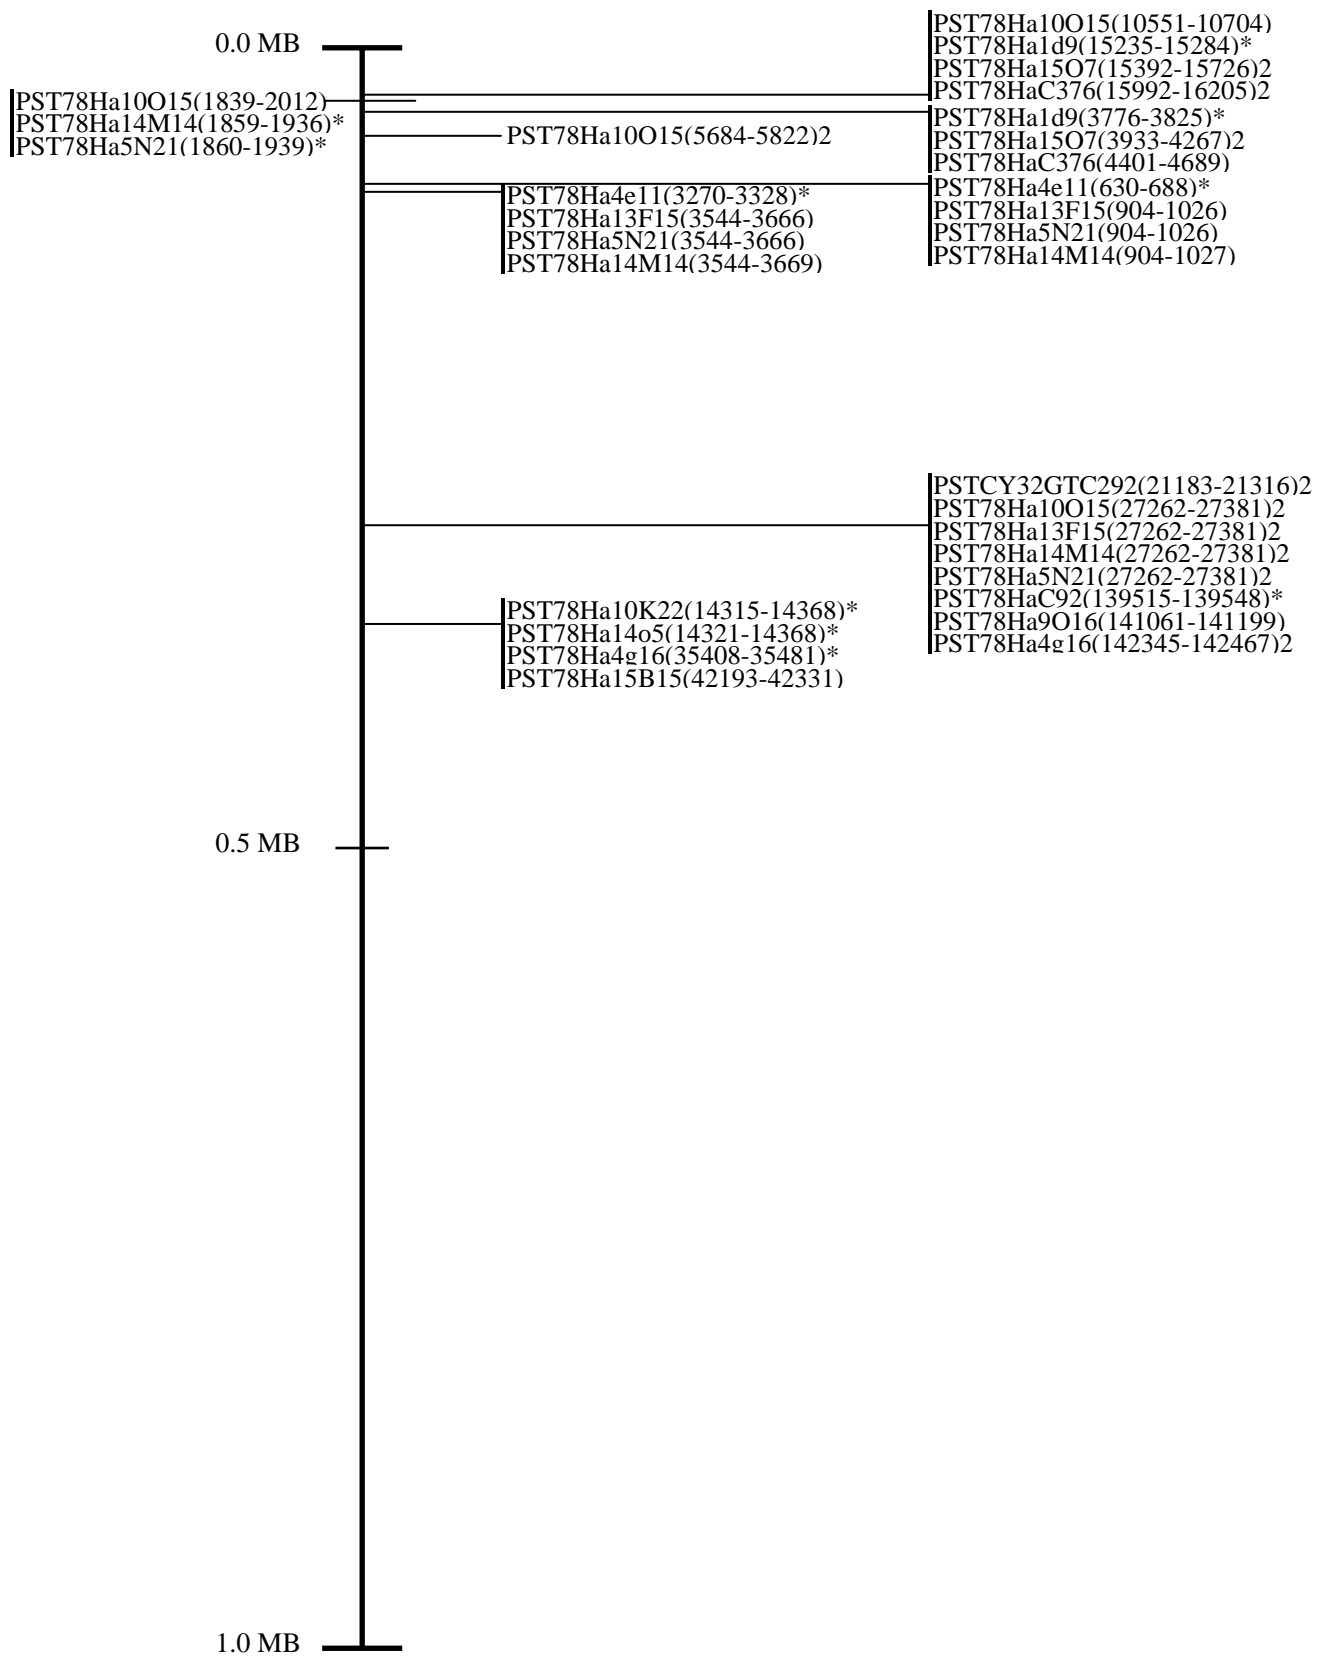 0.0 MB
PST78Ha10O15(1839-2012)
PST78Ha14M14(1859-1936)*
PST78Ha5N21(1860-1939)*
PST78Ha10O15(10551-10704)
PST78Ha1d9(15235-15284)*
PST78Ha15O7(15392-15726)2
PST78HaC376(15992-16205)2
PST78Ha1d9(3776-3825)*
PST78Ha15O7(3933-4267)2
PST78HaC376(4401-4689)
PST78Ha10O15(5684-5822)2
PST78Ha4e11(3270-3328)*
PST78Ha13F15(3544-3666)
PST78Ha5N21(3544-3666)
PST78Ha14M14(3544-3669)
PST78Ha4e11(630-688)*
PST78Ha13F15(904-1026)
PST78Ha5N21(904-1026)
PST78Ha14M14(904-1027)
PSTCY32GTC292(21183-21316)2
PST78Ha10O15(27262-27381)2
PST78Ha13F15(27262-27381)2
PST78Ha14M14(27262-27381)2
PST78Ha5N21(27262-27381)2
PST78HaC92(139515-139548)*
PST78Ha9O16(141061-141199)
PST78Ha4g16(142345-142467)2
PST78Ha10K22(14315-14368)*
PST78Ha14o5(14321-14368)*
PST78Ha4g16(35408-35481)*
PST78Ha15B15(42193-42331)
0.5 MB
1.0 MB